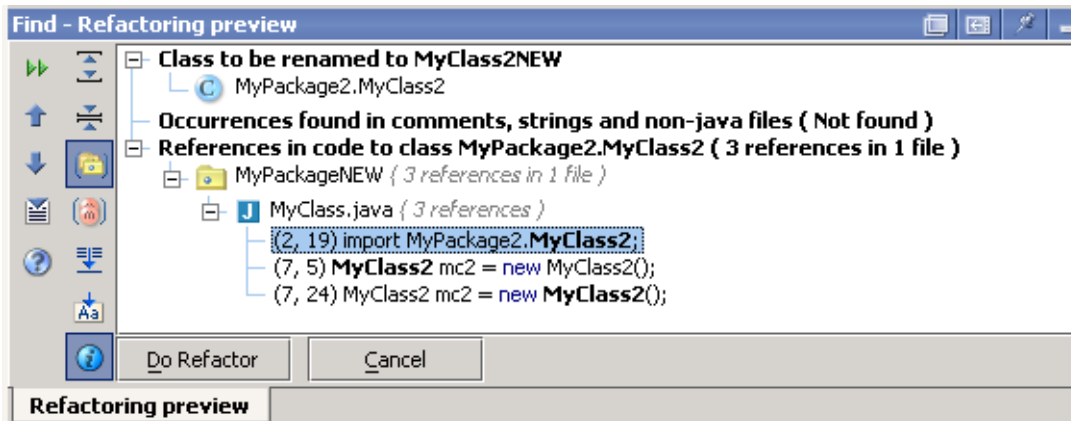 Find - Refactoring preview
Class to be renamed to MyClass2NEW
C MyPackage2.MyClass2
Occurrences found in comments, strings and non-java files ( Not found )
References in code to class MyPackage2.MyClass2 ( 3 references in 1 file )
MyPackageNEW ( 3 references in 1 file )
J MyClass.java ( 3 references )
(2, 19) import MyPackage2.MyClass2;
(7, 5) MyClass2 mc2 = new MyClass2();
(7, 24) MyClass2 mc2 = new MyClass2();
Aa
Do Refactor Cancel
Refactoring preview